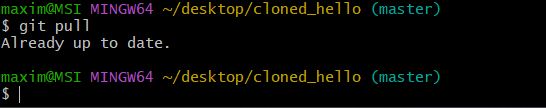 maxim@MSI MINGW64 ~/desktop/cloned_hello (master)
$ git pull
Already up to date.
maxim@MSI MINGW64 ~/desktop/cloned_hello (master)
$